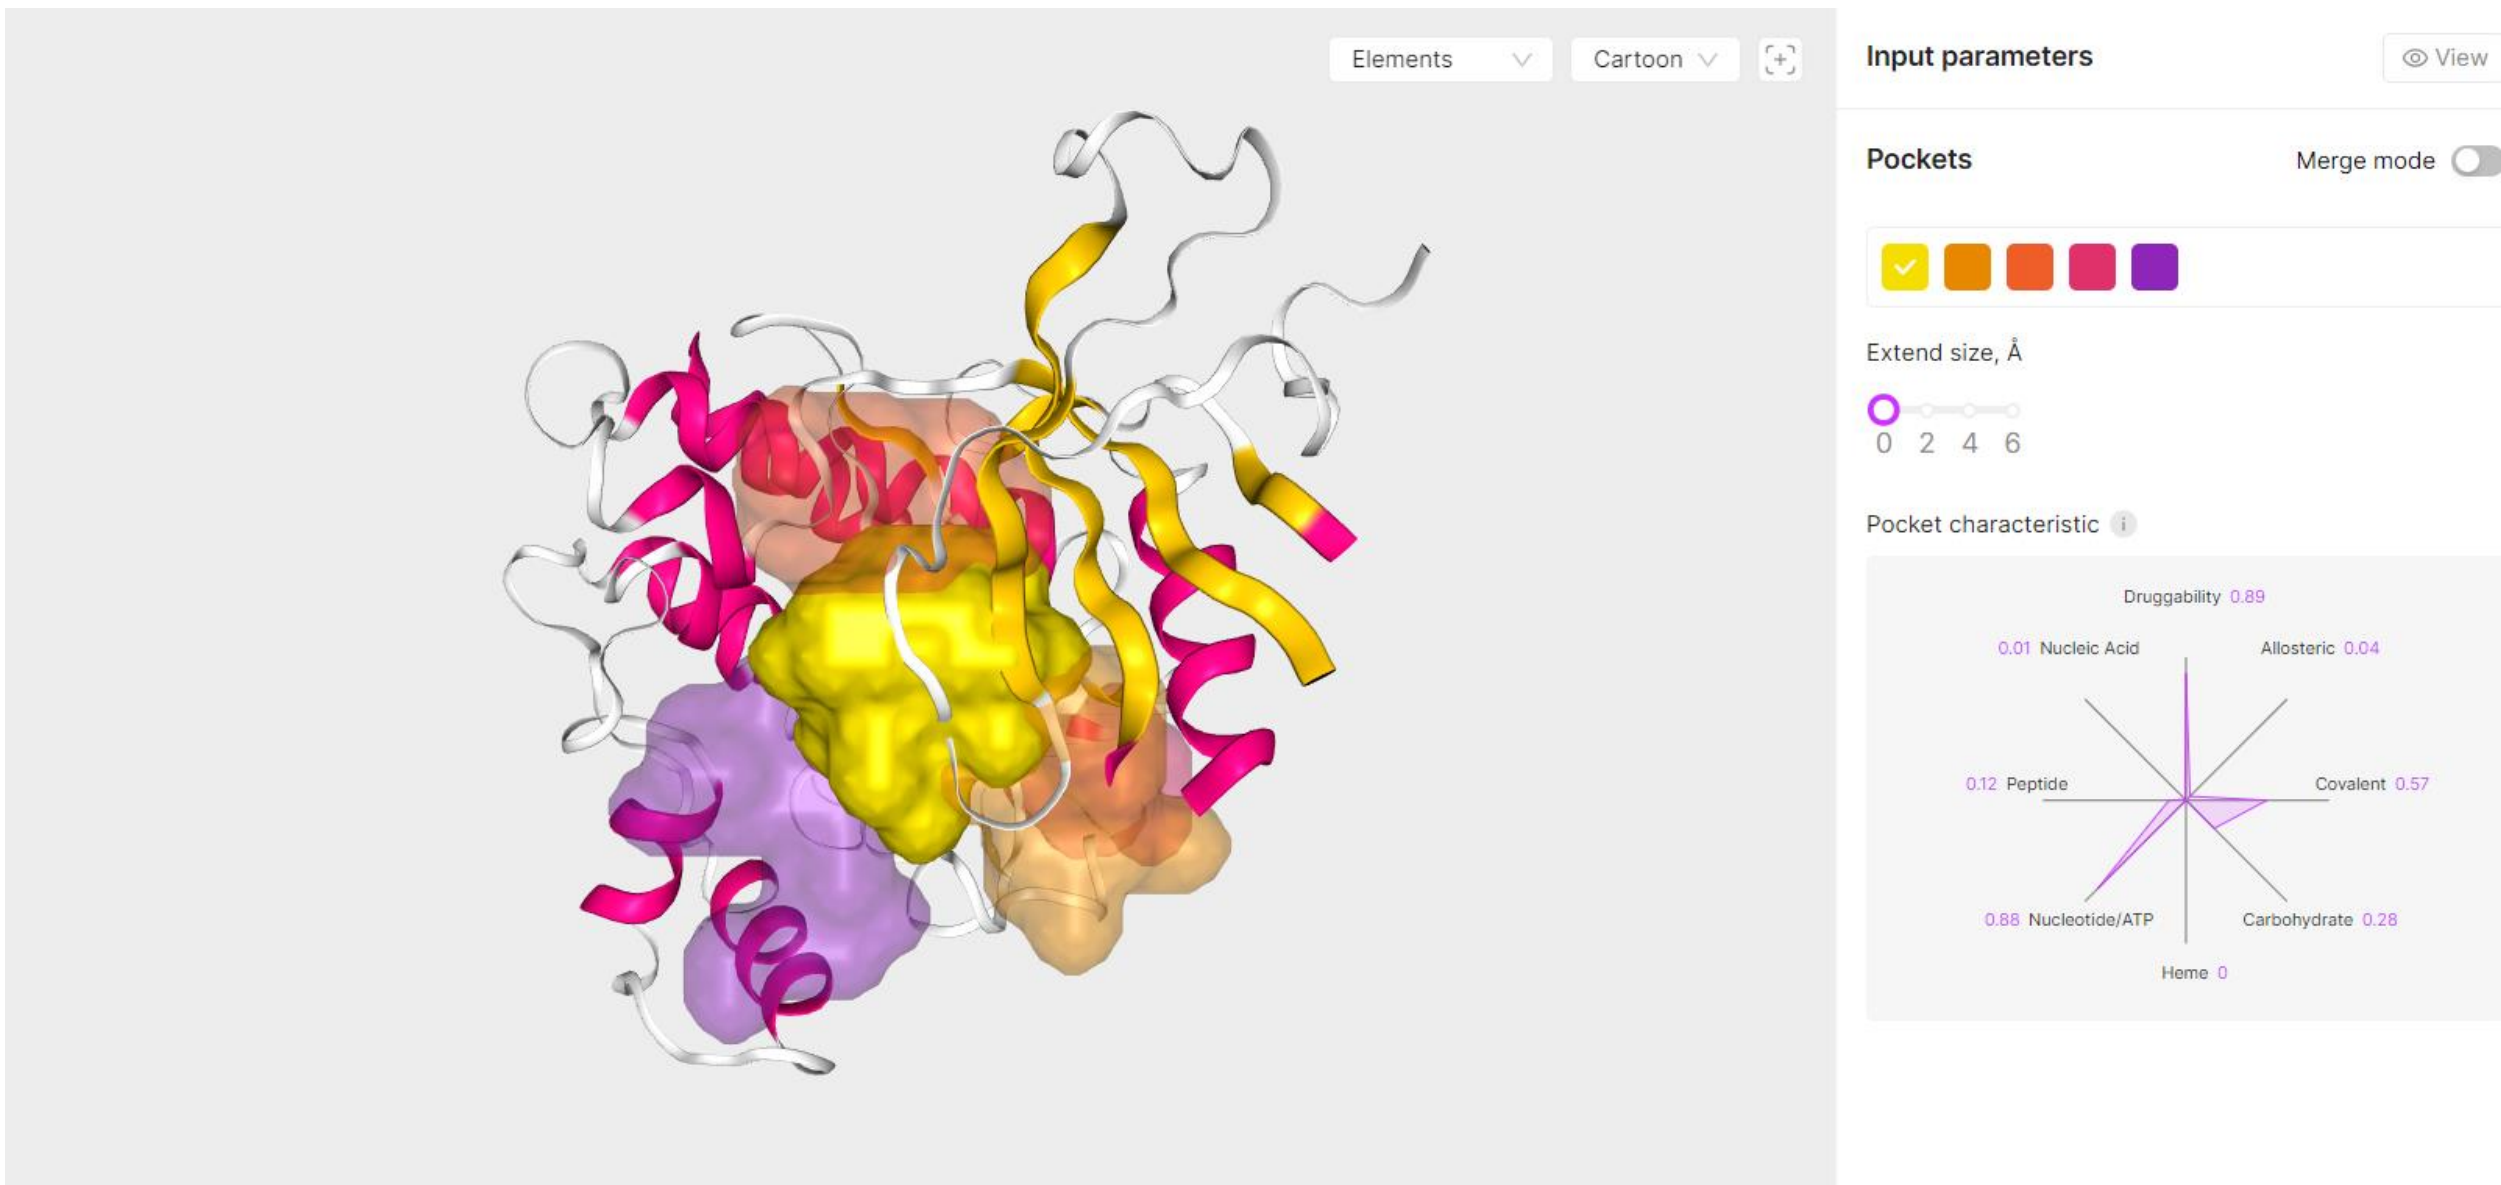 Elements
Cartoon
Input parameters
View
Pockets
Merge mode
Extend size, Å
0 2 4 6
Pocket characteristic i
Druggability 0.89
0.01 Nucleic Acid
Allosteric 0.04
0.12 Peptide
Covalent 0.57
0.88 Nucleotide/ATP
Carbohydrate 0.28
Heme 0